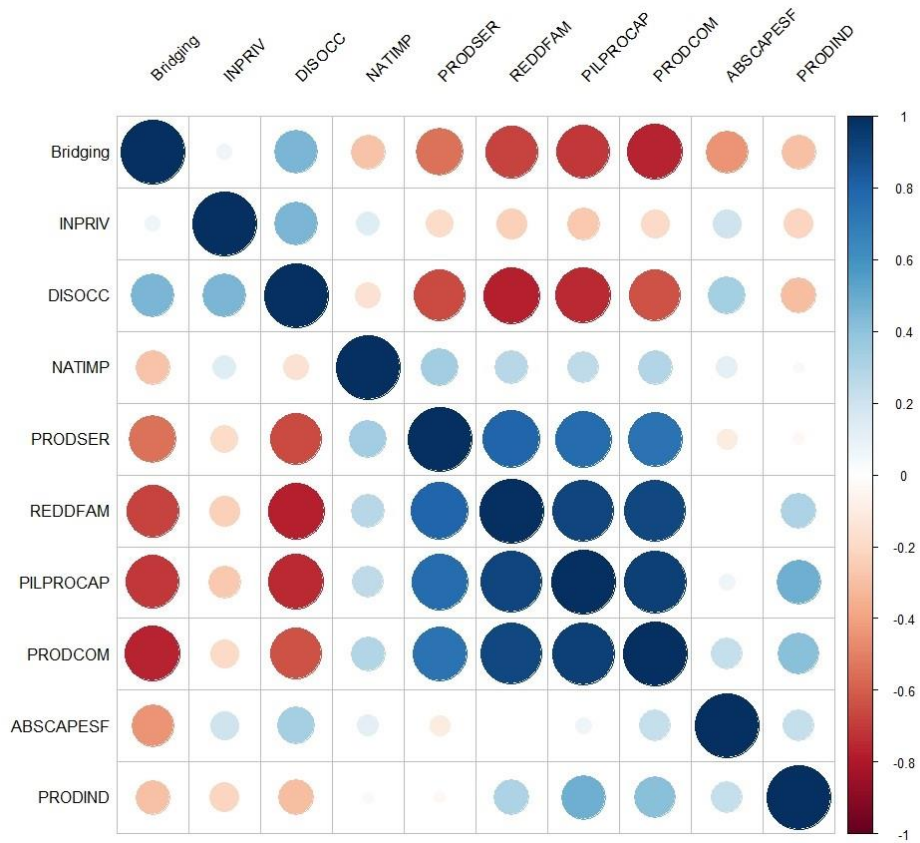 Bridging
INPRIV
DISOCC
NATIMP
PRODSER
REDDFAM
PILPROCAP
PRODCOM
ABSCAPESF
PRODIND
Bridging
INPRIV
DISOCC
NATIMP
PRODSER
REDDFAM
PILPROCAP
PRODCOM
ABSCAPESF
PRODIND
1
0.8
0.6
0.4
0.2
0
-0.2
-0.4
-0.6
-0.8
-1